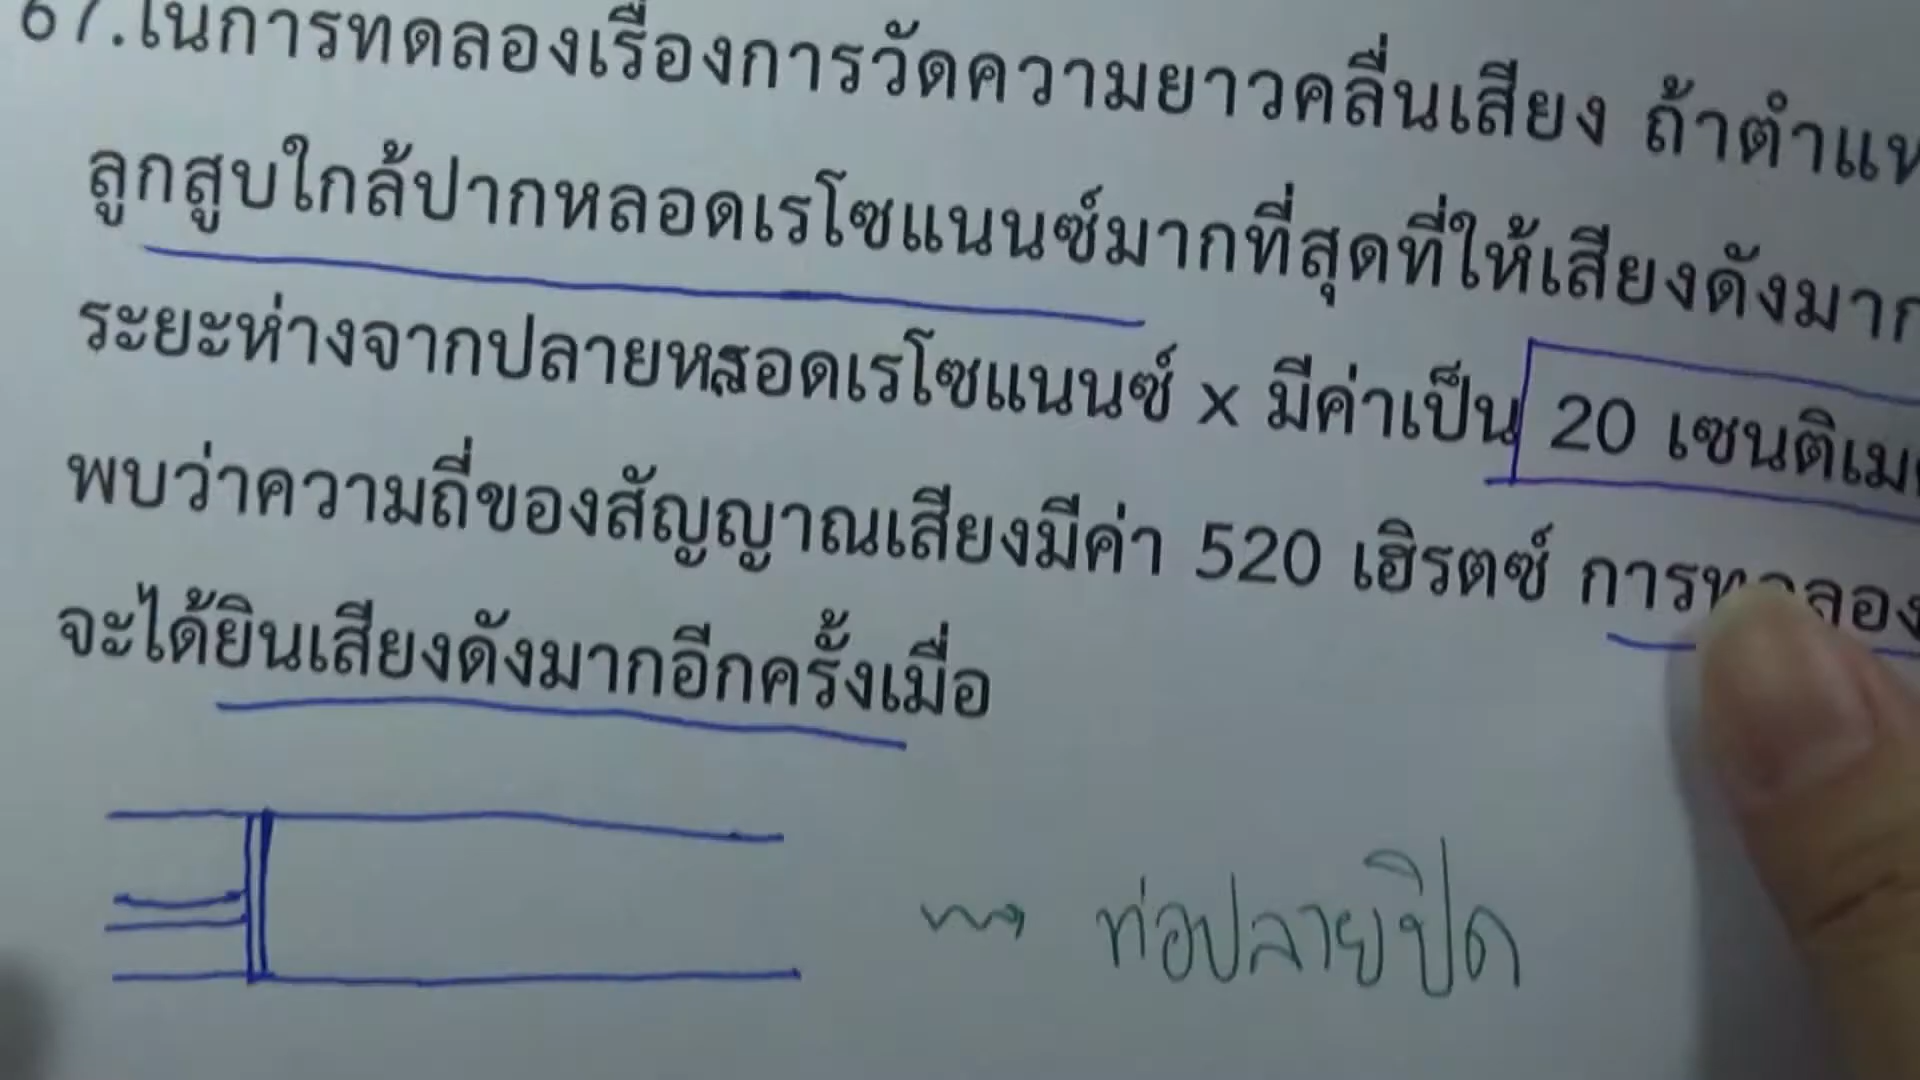 67.ในการทดลองเรื่องการวัดความยาวคลื่นเสียง ถ้าตำแห
ลูกสูบใกล้ปากหลอดเรโซแนนซ์มากที่สุดที่ให้เสียงดังมาก
ระยะห่างจากปลายหลอดเรโซแนนซ์ x มีค่าเป็น 20 เซนติเม
พบว่าความถี่ของสัญญาณเสียงมีค่า 520 เฮิรตซ์ การทดลอง
จะได้ยินเสียงดังมากอีกครั้งเมื่อ
ท่อปลายปิด